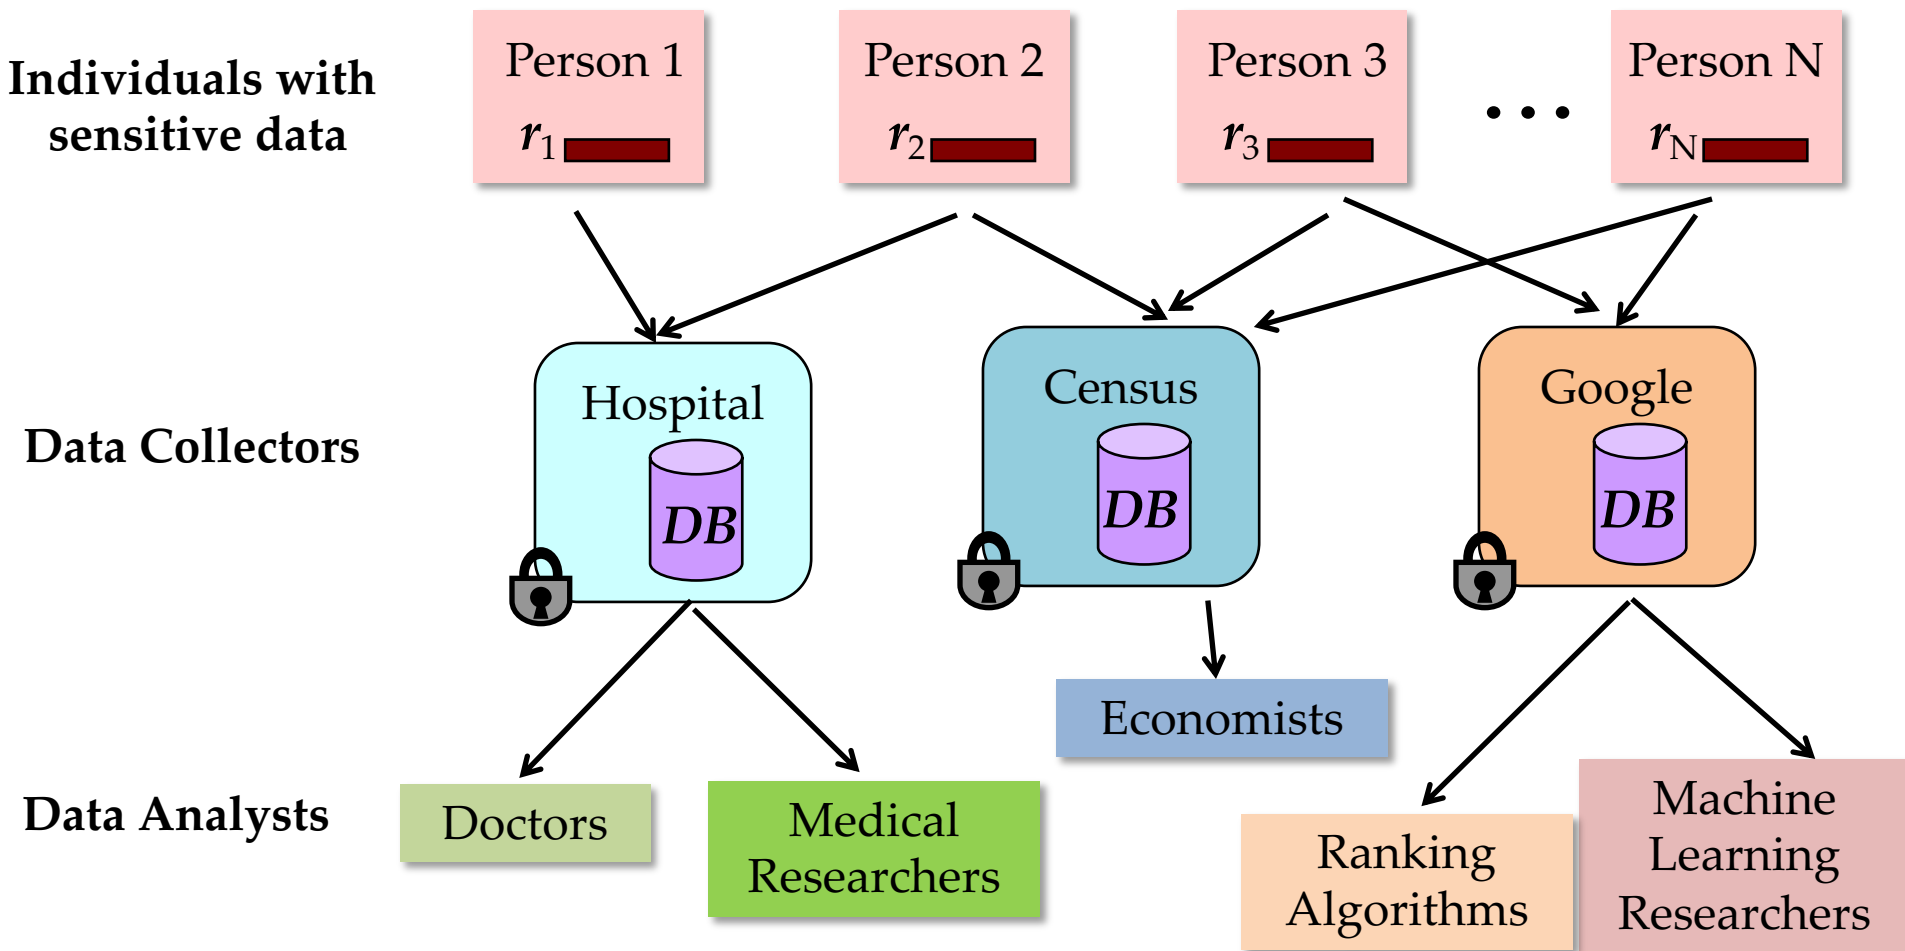 Individuals with
sensitive data
Person 1
r1
Person 2
r2
Person 3
r3
...
Person N
rN
Data Collectors
Hospital
DB
Census
DB
Google
DB
Data Analysts
Doctors
Medical
Researchers
Economists
Ranking
Algorithms
Machine
Learning
Researchers